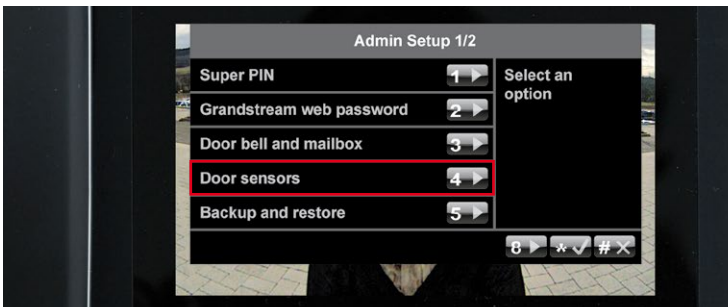 Admin Setup 1/2
Super PIN 1
Grandstream web password 2
Door bell and mailbox 3
Door sensors 4
Backup and restore 5
Select an
option
8 * #